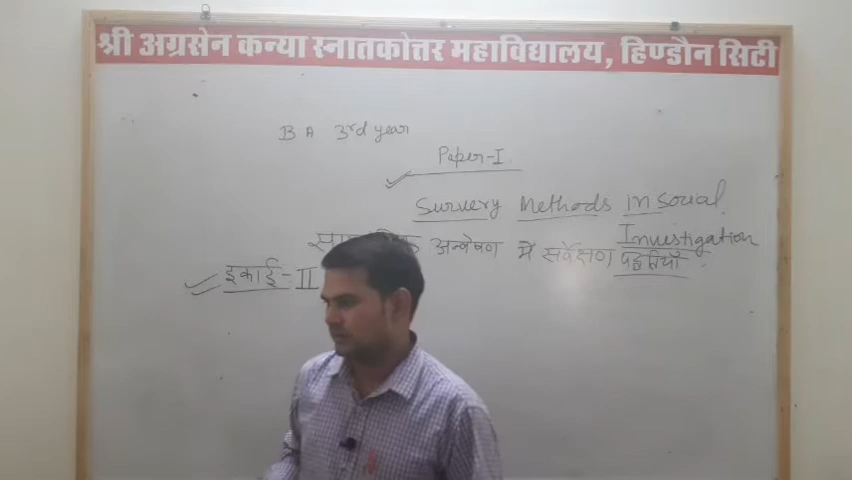 श्री अग्रसेन कन्या स्नातकोत्तर महाविद्यालय, हिण्डौन सिटी
B A 3rd year
Paper-I
Survery Methods in Social
Investigation
अन्वेषण में सर्वेक्षण पद्धतियाँ
इकाई-II